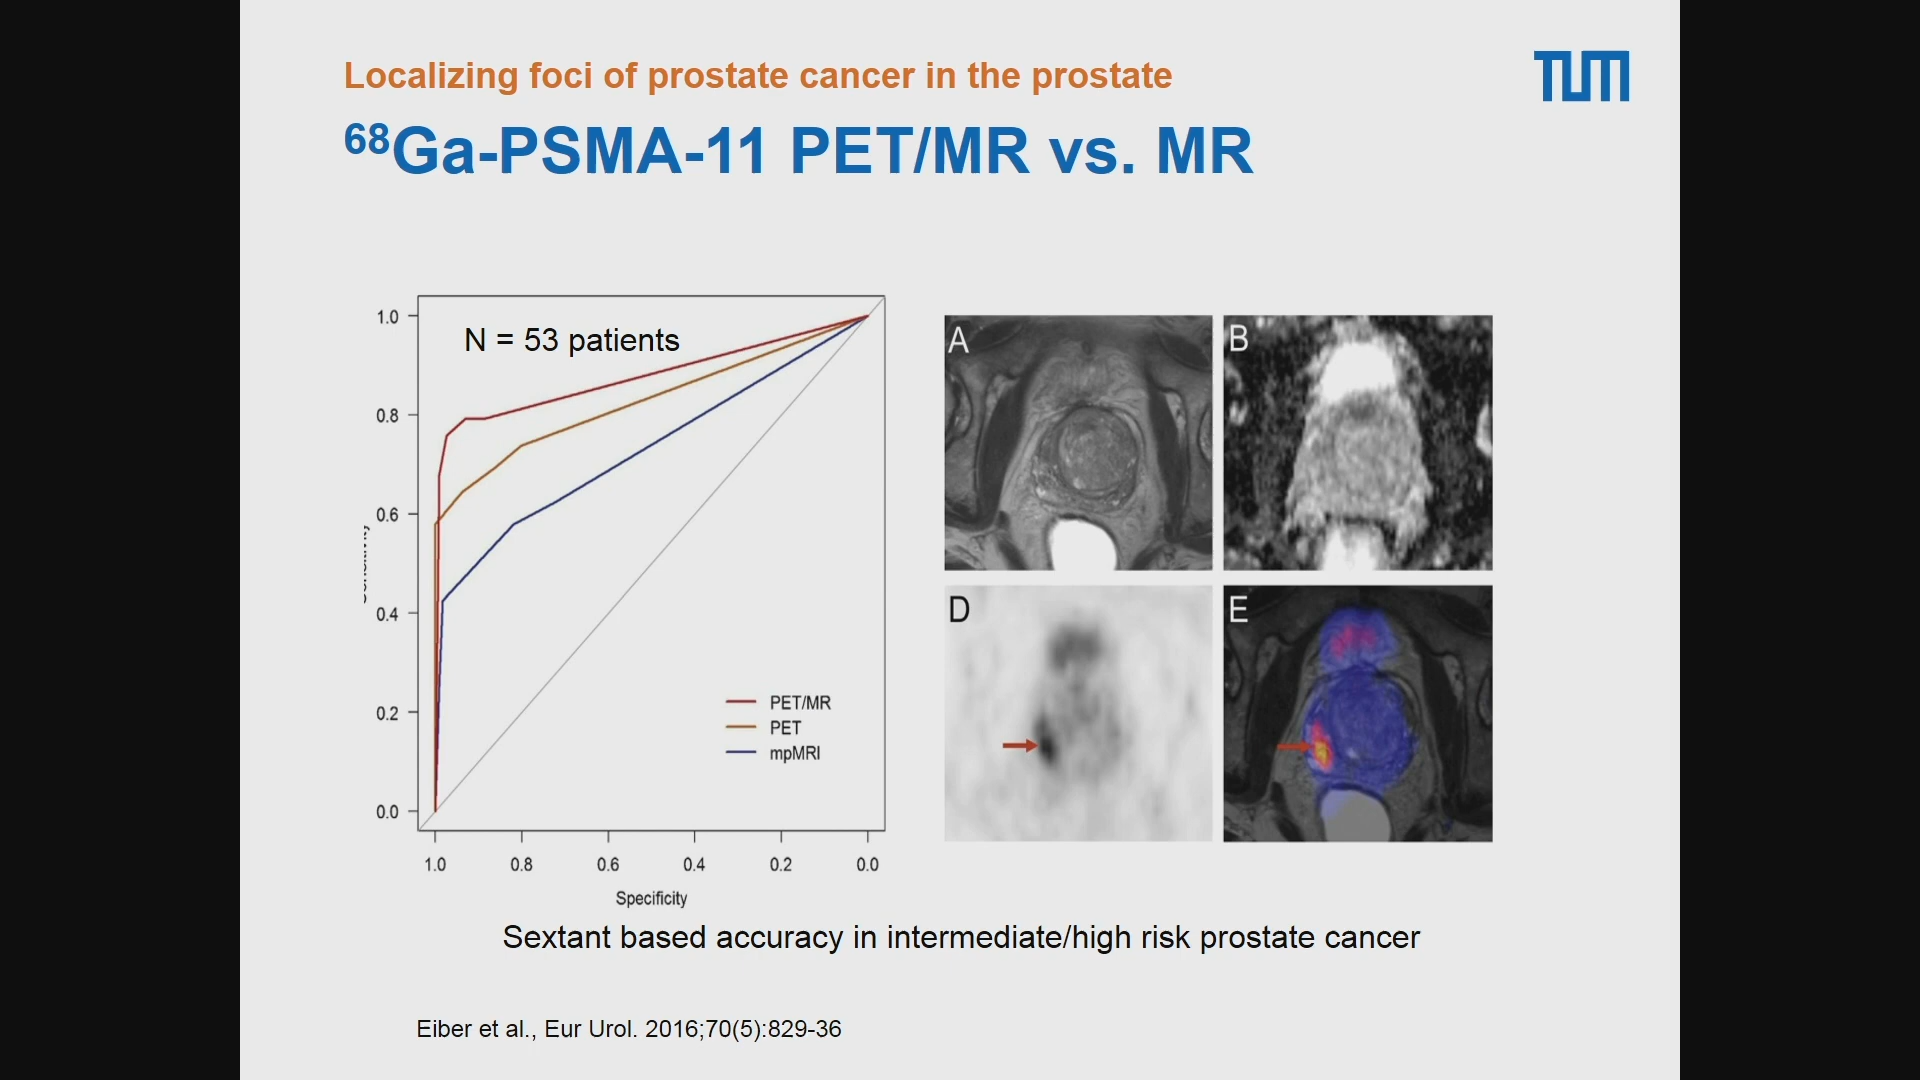 Localizing foci of prostate cancer in the prostate
TUM
⁶⁸Ga-PSMA-11 PET/MR vs. MR
N = 53 patients
1.0
0.8
0.6
0.4
0.2
0.0
PET/MR
PET
mpMRI
1.0 0.8 0.6 0.4 0.2 0.0
Specificity
A
B
D
E
Sextant based accuracy in intermediate/high risk prostate cancer
Eiber et al., Eur Urol. 2016;70(5):829-36